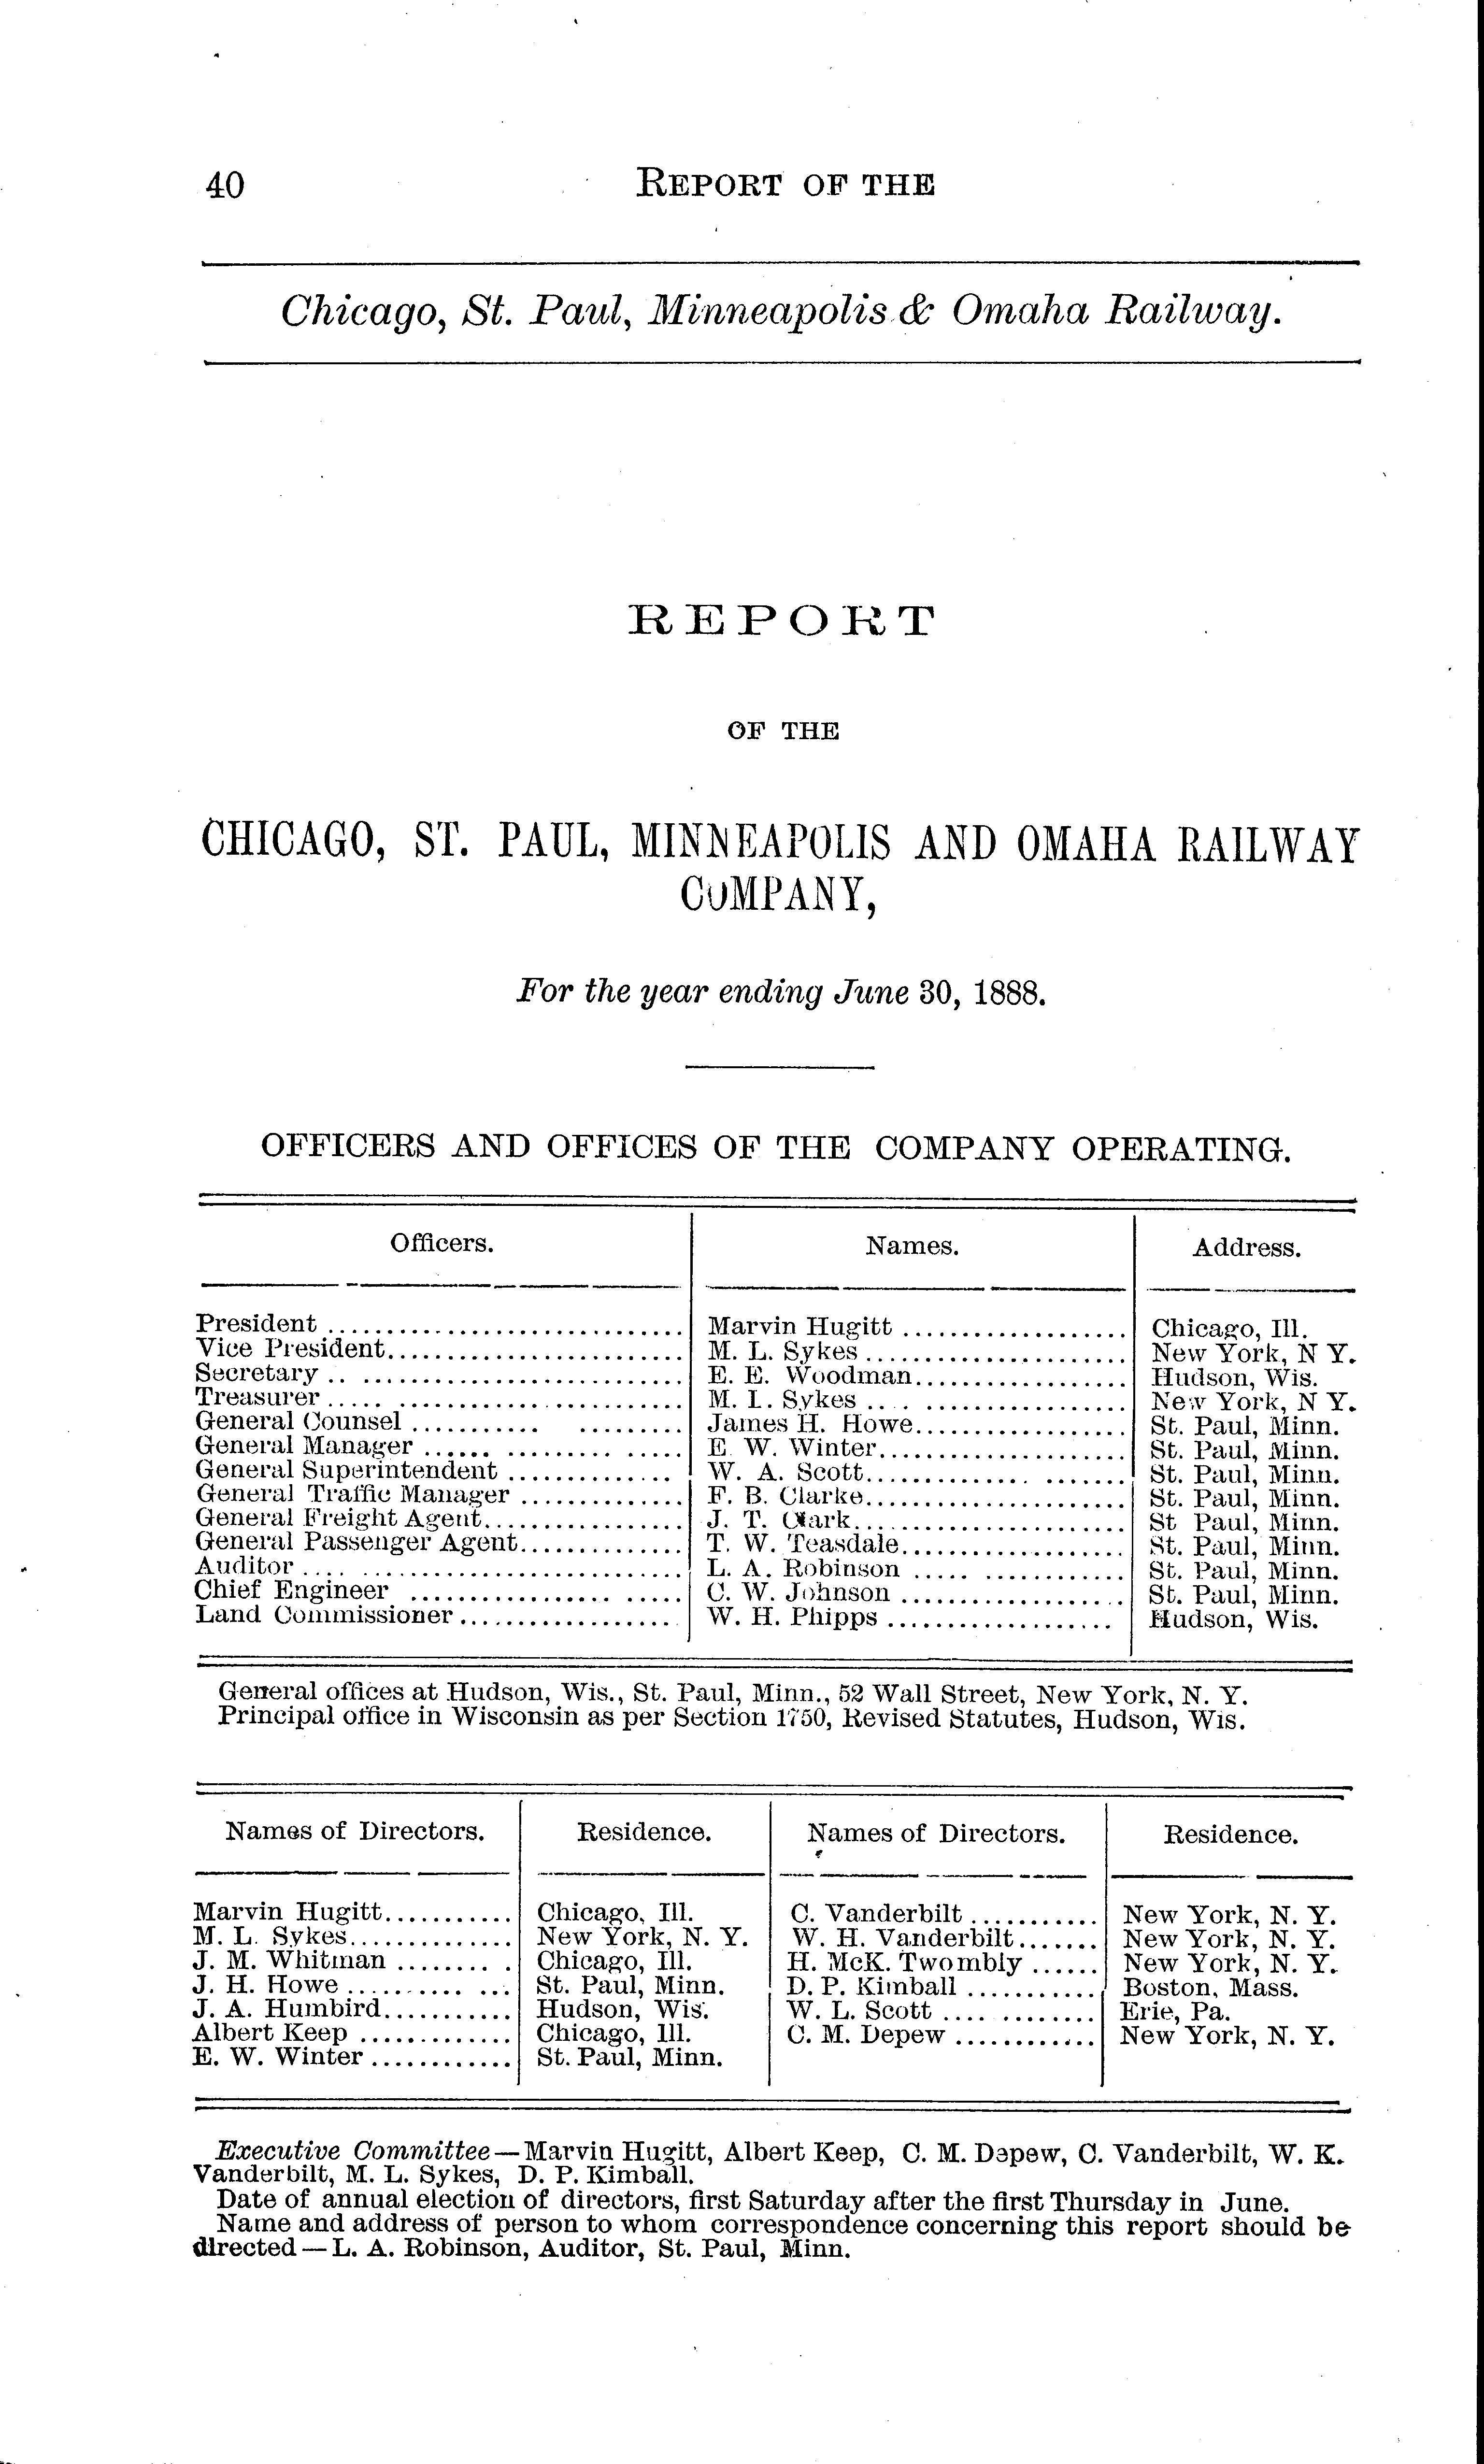 40 REPORT OF THE
Chicago, St. Paul, Minneapolis & Omaha Railway.
REPORT
OF THE
CHICAGO, ST. PAUL, MINNEAPOLIS AND OMAHA RAILWAY
COMPANY,
For the year ending June 30, 1888.
OFFICERS AND OFFICES OF THE COMPANY OPERATING.
Officers. Names. Address.
President Marvin Hugitt Chicago, Ill.
Vice President M. L. Sykes New York, N Y.
Secretary E. E. Woodman Hudson, Wis.
Treasurer M. L. Sykes New York, N Y.
General Counsel James H. Howe St. Paul, Minn.
General Manager E. W. Winter St. Paul, Minn.
General Superintendent W. A. Scott St. Paul, Minn.
General Traffic Manager F. B. Clarke St. Paul, Minn.
General Freight Agent J. T. Clark St Paul, Minn.
General Passenger Agent T. W. Teasdale St. Paul, Minn.
Auditor L. A. Robinson St. Paul, Minn.
Chief Engineer C. W. Johnson St. Paul, Minn.
Land Commissioner W. H. Phipps Hudson, Wis.
General offices at Hudson, Wis., St. Paul, Minn., 52 Wall Street, New York, N. Y.
Principal office in Wisconsin as per Section 1750, Revised Statutes, Hudson, Wis.
Names of Directors. Residence. Names of Directors. Residence.
Marvin Hugitt Chicago, Ill. C. Vanderbilt New York, N. Y.
M. L. Sykes New York, N. Y. W. H. Vanderbilt New York, N. Y.
J. M. Whitman Chicago, Ill. H. McK. Twombly New York, N. Y.
J. H. Howe St. Paul, Minn. D. P. Kimball Boston, Mass.
J. A. Humbird Hudson, Wis. W. L. Scott Erie, Pa.
Albert Keep Chicago, Ill. C. M. Depew New York, N. Y.
E. W. Winter St. Paul, Minn.
Executive Committee—Marvin Hugitt, Albert Keep, C. M. Depew, C. Vanderbilt, W. K.
Vanderbilt, M. L. Sykes, D. P. Kimball.
Date of annual election of directors, first Saturday after the first Thursday in June.
Name and address of person to whom correspondence concerning this report should be
directed — L. A. Robinson, Auditor, St. Paul, Minn.